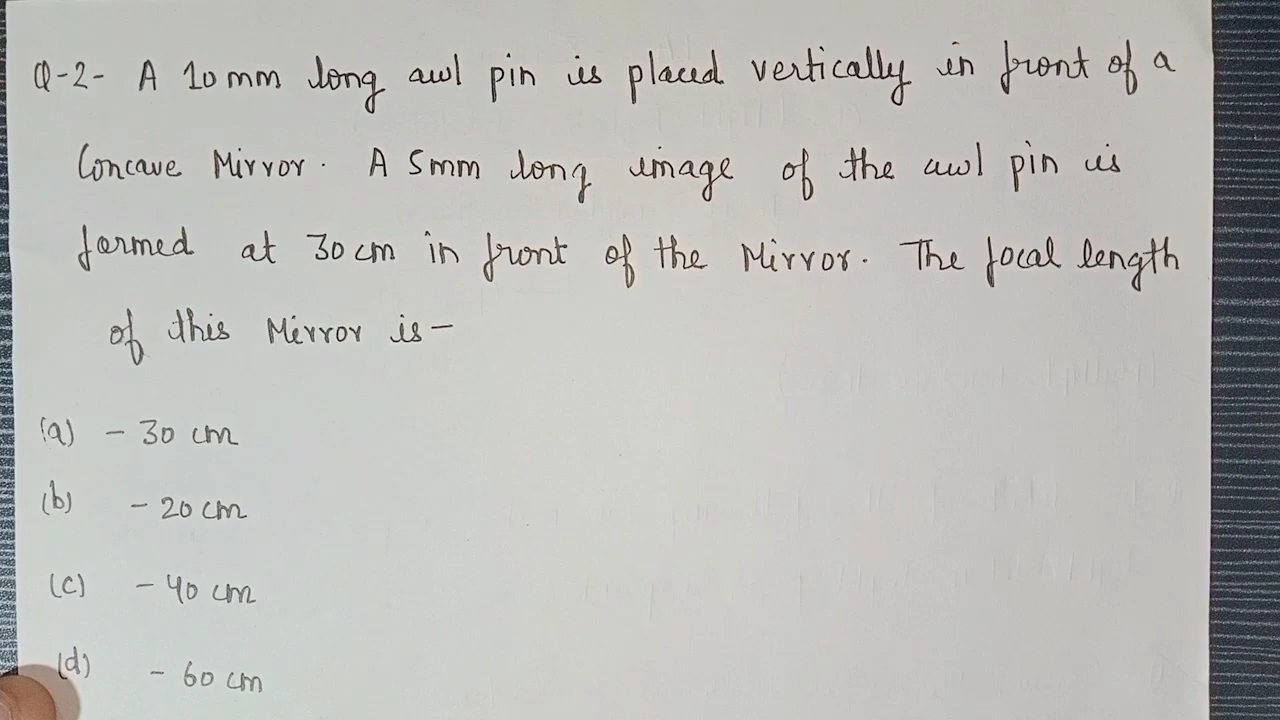 Q-2- A 10mm long awl pin is placed vertically in front of a
Concave Mirror. A 5mm long image of the awl pin is
formed at 30 cm in front of the Mirror. The focal length
of this Mirror is-
(a) - 30 cm
(b) - 20 cm
(c) - 40 cm
(d) - 60 cm